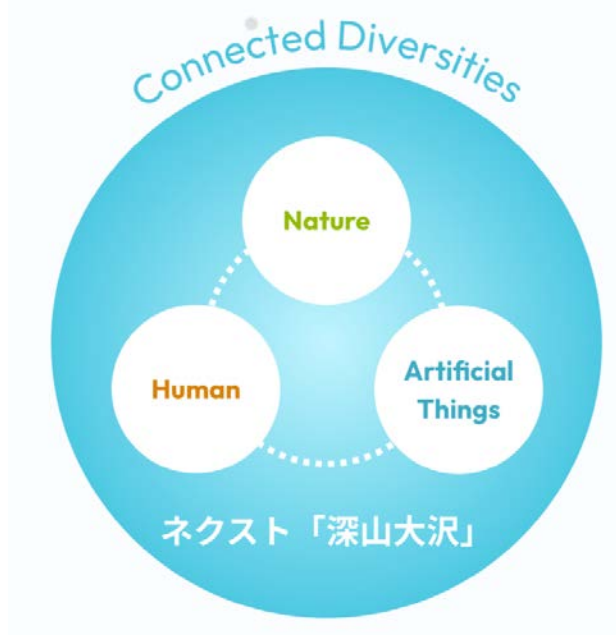 Connected Diversities
Nature
Human
Artificial
Things
ネクスト「深山大沢」